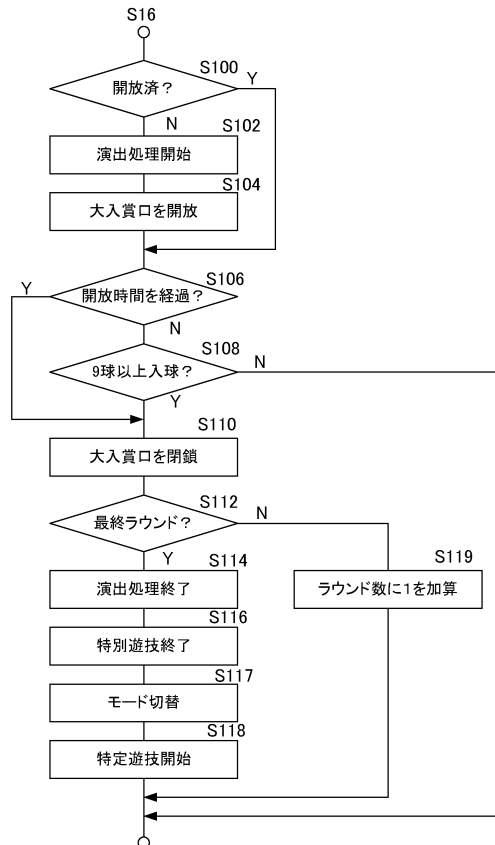 S16
S100
開放済？
Y
N
S102
演出処理開始
S104
大入賞口を開放
S106
Y
開放時間を経過？
N
S108
9球以上入球？
N
Y
S110
大入賞口を閉鎖
S112
最終ラウンド？
N
Y
S114
演出処理終了
S119
ラウンド数に1を加算
S116
特別遊技終了
S117
モード切替
S118
特定遊技開始